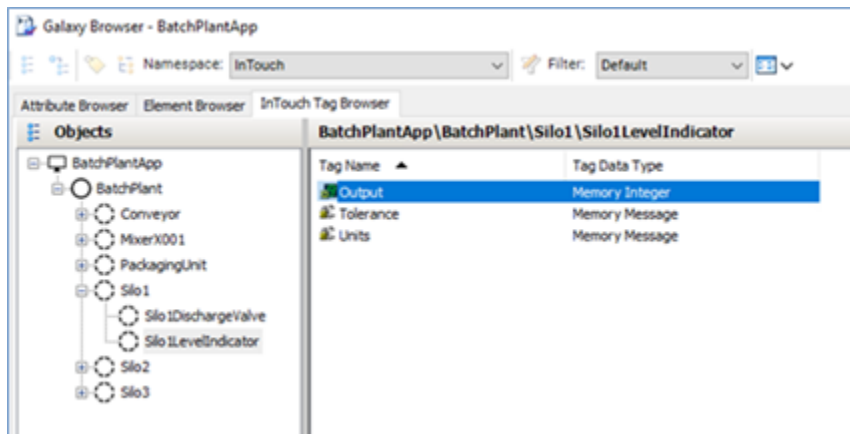 Galaxy Browser - BatchPlantApp
Namespace: InTouch Filter: Default
Attribute Browser Element Browser InTouch Tag Browser
Objects
BatchPlantApp\BatchPlant\Silo1\Silo1LevelIndicator
BatchPlantApp
BatchPlant
Conveyor
MixerX001
PackagingUnit
Silo1
Silo1DischargeValve
Silo1LevelIndicator
Silo2
Silo3
Tag Name Tag Data Type
Output Memory Integer
Tolerance Memory Message
Units Memory Message